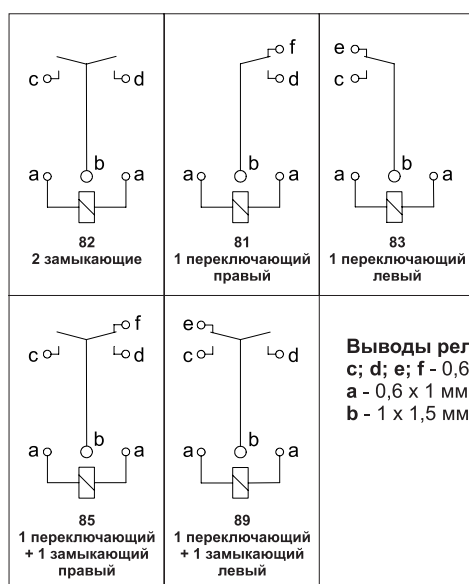 c d
b
a a
82
2 замыкающие
f
d
b
a a
81
1 переключающий
правый
e
c
b
a a
83
1 переключающий
левый
f
c d
b
a a
85
1 переключающий
+ 1 замыкающий
правый
e
c d
b
a a
89
1 переключающий
+ 1 замыкающий
левый
Выводы рел
c; d; e; f - 0,6
a - 0,6 x 1 мм
b - 1 x 1,5 мм